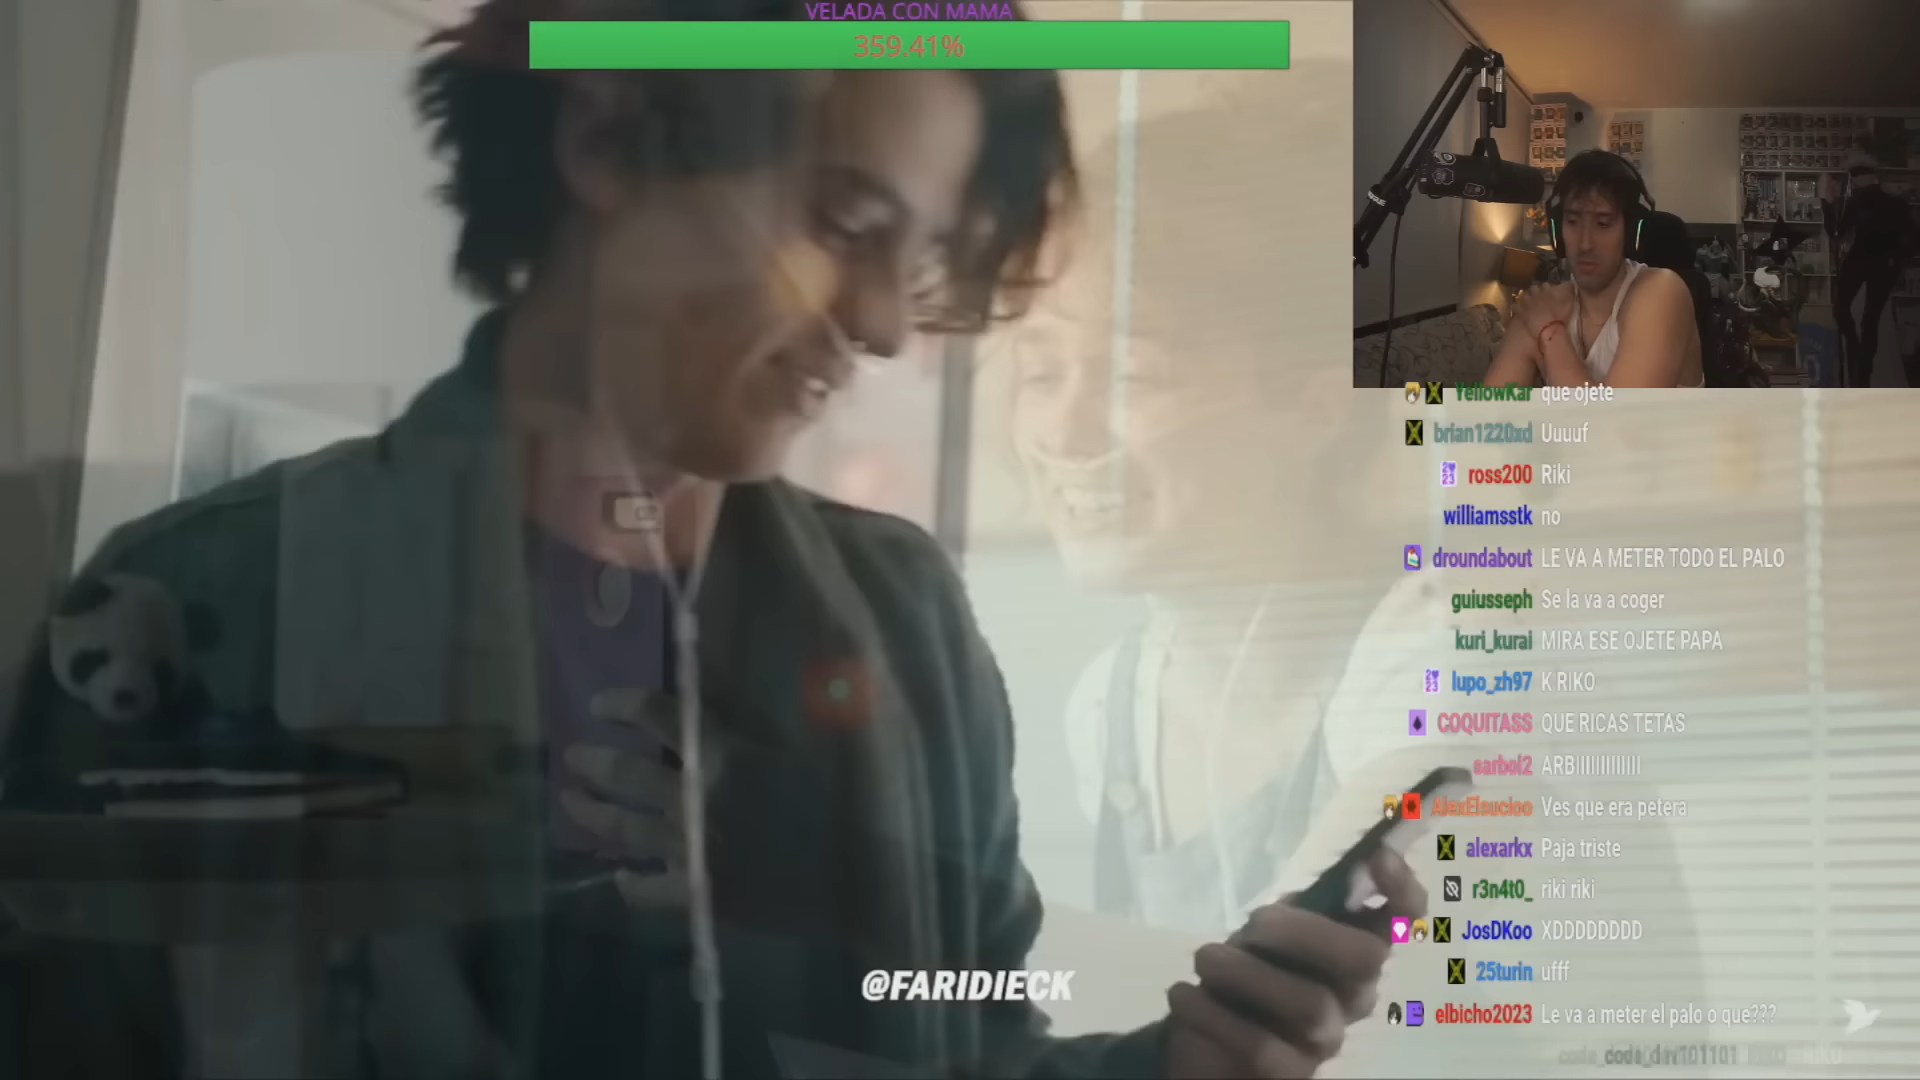 VELADA CON MAMA
359.41%
YellowKar que ojete
brian1220xd Uuuuf
ross200 Riki
williamsstk no
droundabout LE VA A METER TODO EL PALO
guiusseph Se la va a coger
kuri_kurai MIRA ESE OJETE PAPA
lupo_zh97 K RIKO
COQUITASS QUE RICAS TETAS
sarbol2 ARBIIIIIIIIIIII
AlexElsucioo Ves que era petera
alexarkx Paja triste
r3n4t0_ riki riki
JosDKoo XDDDDDDDD
25turin ufff
elbicho2023 Le va a meter el palo o que???
@FARIDIECK